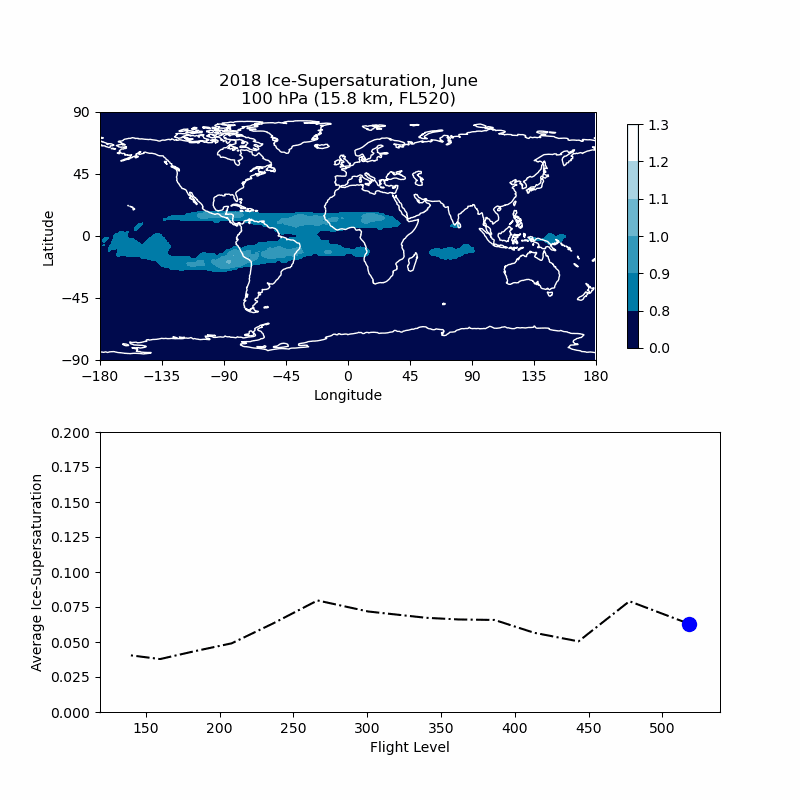 2018 Ice-Supersaturation, June
100 hPa (15.8 km, FL520)
90
45
0
−45
−90
Latitude
−180 −135 −90 −45 0 45 90 135 180
Longitude
1.3
1.2
1.1
1.0
0.9
0.8
0.0
0.200
0.175
0.150
0.125
0.100
0.075
0.050
0.025
0.000
Average Ice-Supersaturation
150 200 250 300 350 400 450 500
Flight Level